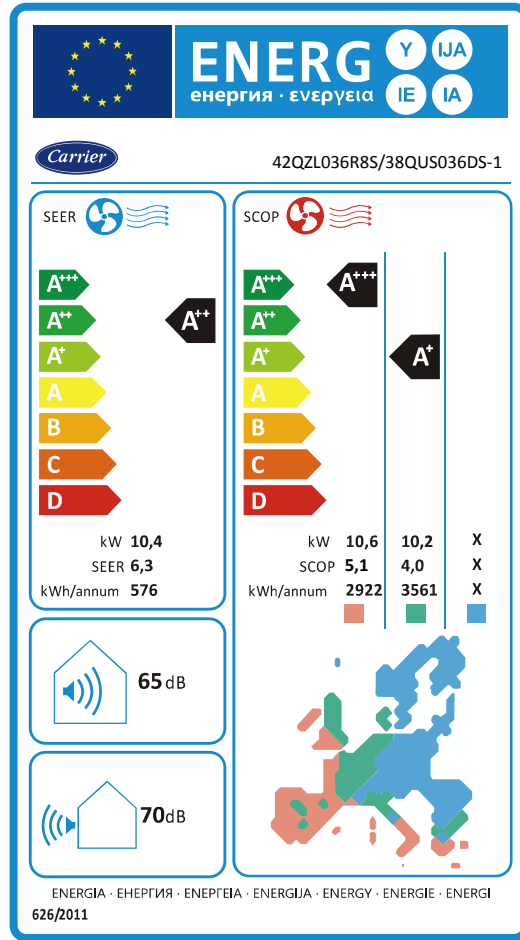 ENERG
енергия · ενεργεια
Y IJA
IE IA
Carrier
42QZL036R8S/38QUS036DS-1
SEER
A+++
A++
A+
A
B
C
D
A++
kW 10,4
SEER 6,3
kWh/annum 576
SCOP
A+++
A++
A+
A
B
C
D
A+++
A+
kW 10,6 10,2 X
SCOP 5,1 4,0 X
kWh/annum 2922 3561 X
65 dB
70dB
ENERGIA · ЕНЕРГИЯ · ΕΝΕΡΓΕΙΑ · ENERGIJA · ENERGY · ENERGIE · ENERGI
626/2011